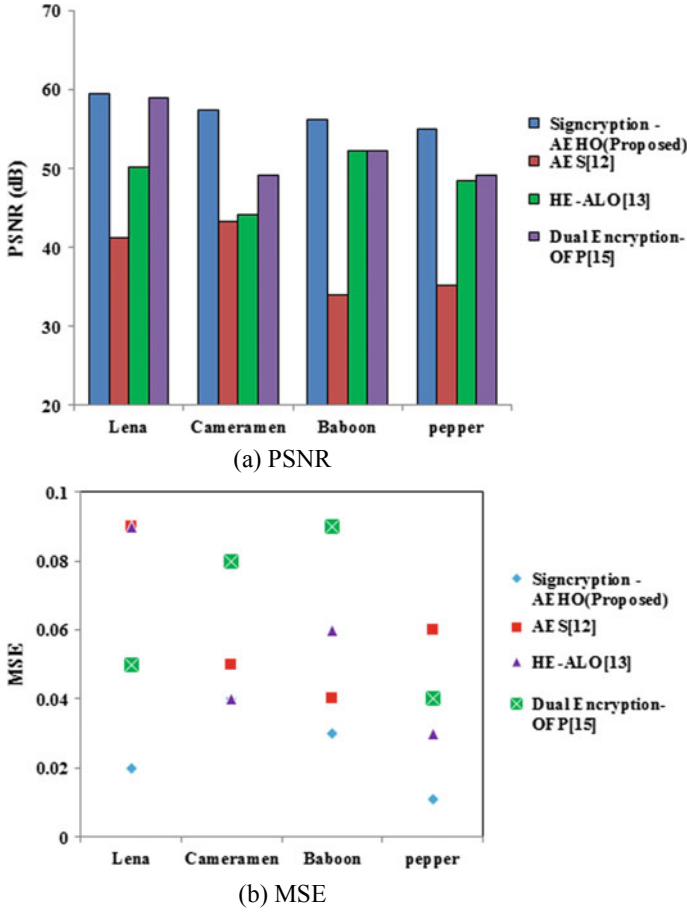 70
60
50
40
30
20
PSNR (dB)
Lena
Cameramen
Baboon
pepper
Signcryption -
AEHO(Proposed)
AES[12]
HE-ALO[13]
Dual Encryption-
OFP[15]
(a) PSNR
0.1
0.08
0.06
0.04
0.02
0
MSE
Lena
Cameramen
Baboon
pepper
Signcryption -
AEHO(Proposed)
AES[12]
HE-ALO[13]
Dual Encryption-
OFP[15]
(b) MSE